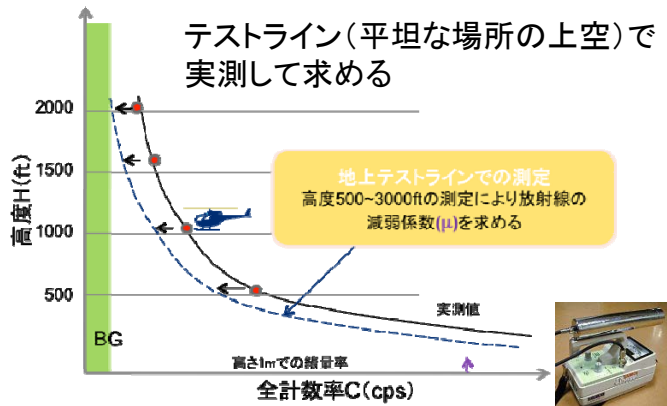 テストライン(平坦な場所の上空)で
実測して求める
高度H(ft)
2000
1500
1000
500
地上テストラインでの測定
高度500~3000ftの測定により放射線の
減弱係数(μ)を求める
実測値
BG
高さ1mでの線量率
全計数率C(cps)